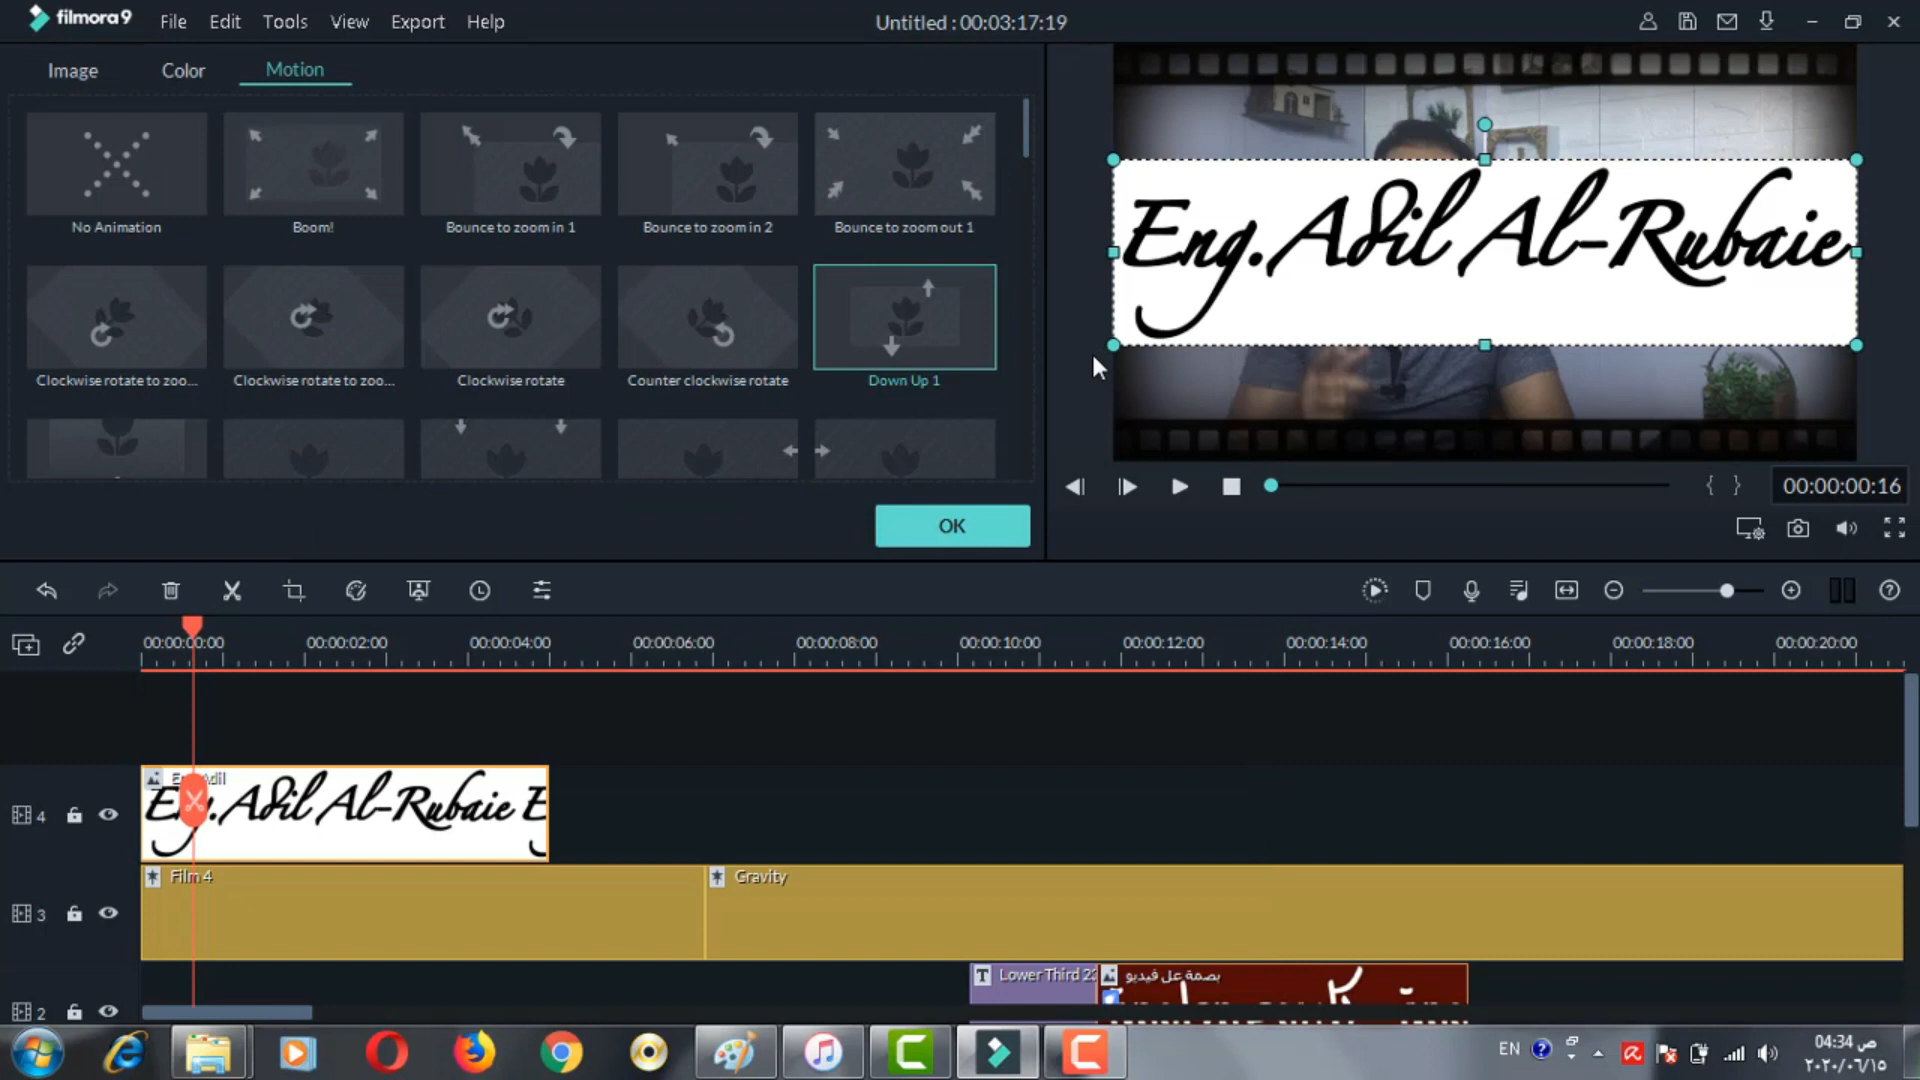 filmora9 File Edit Tools View Export Help Untitled : 00:03:17:19
Image Color Motion
No Animation Boom! Bounce to zoom in 1 Bounce to zoom in 2 Bounce to zoom out 1
Clockwise rotate to zoo... Clockwise rotate to zoo... Clockwise rotate Counter clockwise rotate Down Up 1
Eng.Adil Al-Rubaie
{ } 00:00:00:16
OK
00:00:00:00 00:00:02:00 00:00:04:00 00:00:06:00 00:00:08:00 00:00:10:00 00:00:12:00 00:00:14:00 00:00:16:00 00:00:18:00 00:00:20:00
Eng.Adil Al-Rubaie E
4
Film 4 Gravity
3
Lower Third 2 بصمة عل فيديو
2
EN 04:34 ص
٢٠٢٠/٠٦/١٥